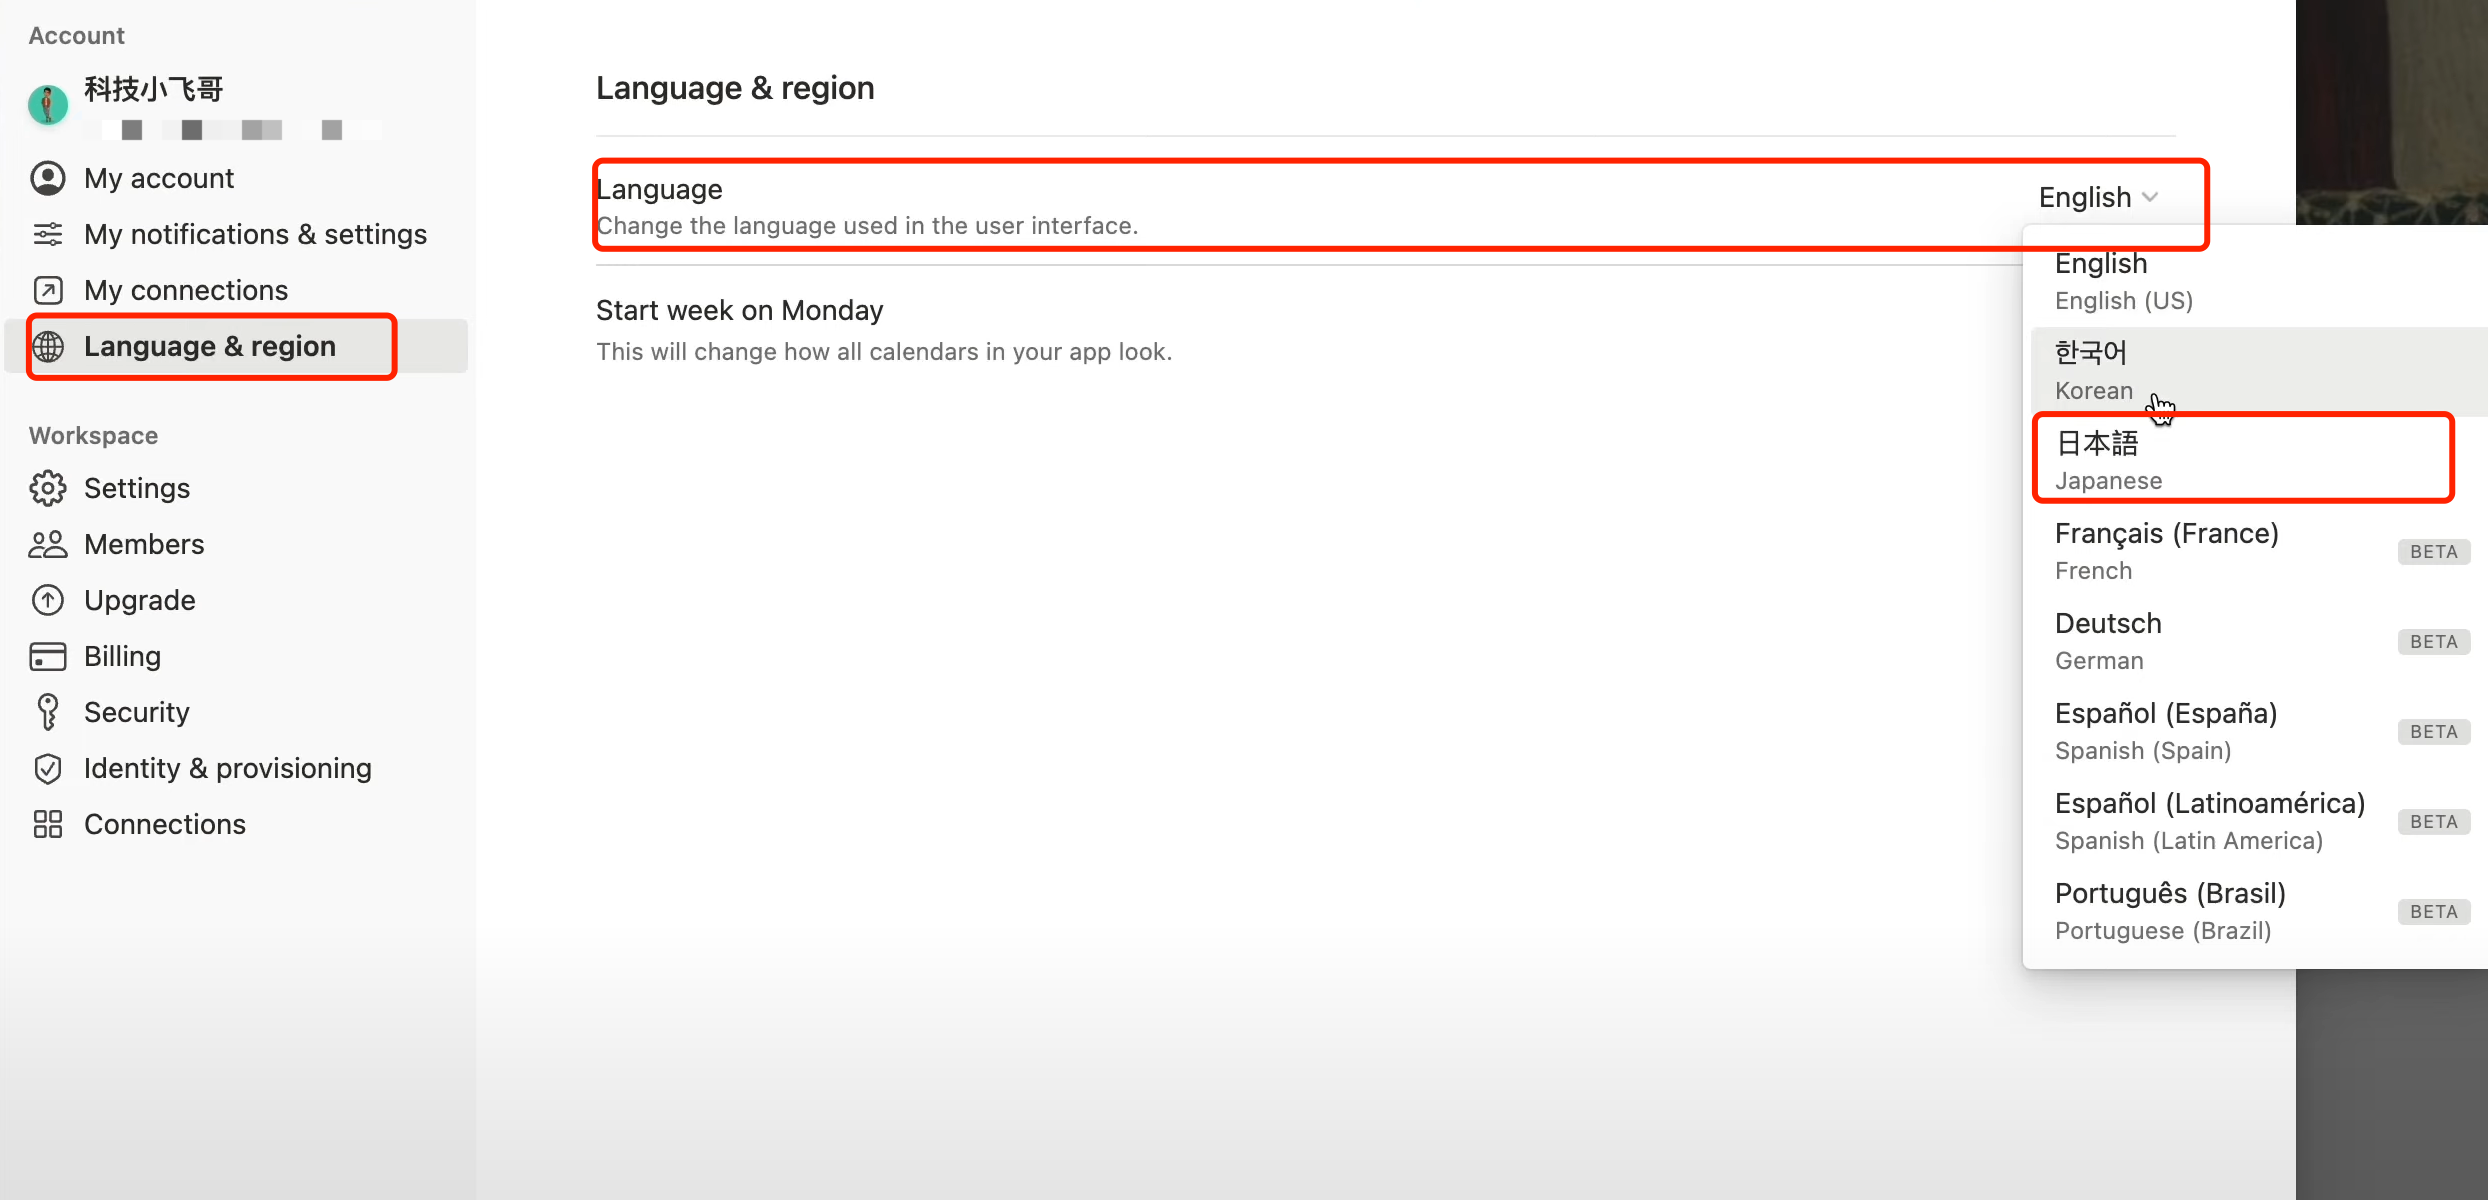 Account
科技小飞哥
My account
My notifications & settings
My connections
Language & region
Workspace
Settings
Members
Upgrade
Billing
Security
Identity & provisioning
Connections
Language & region
Language
Change the language used in the user interface.
English
Start week on Monday
This will change how all calendars in your app look.
English
English (US)
한국어
Korean
日本語
Japanese
Français (France)
French
BETA
Deutsch
German
BETA
Español (España)
Spanish (Spain)
BETA
Español (Latinoamérica)
Spanish (Latin America)
BETA
Português (Brasil)
Portuguese (Brazil)
BETA